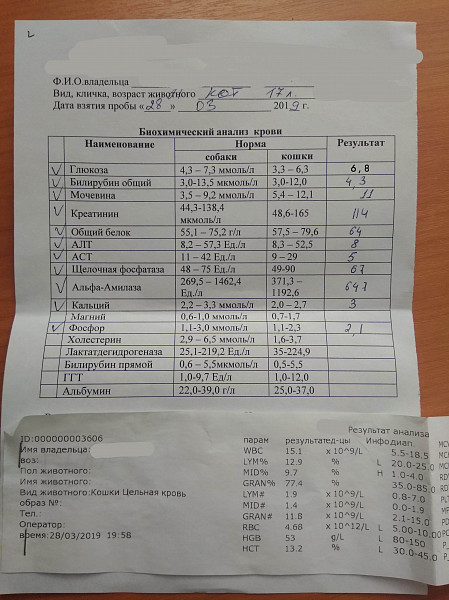 L
Ф.И.О.владельца
Вид, кличка, возраст животного кот 17 л.
Дата взятия пробы «28 » 03 2019 г.
Биохимический анализ крови
Наименование Норма Результат
собаки кошки
Глюкоза 4,3 – 7,3 ммоль/л 3,3 – 6,3 6,8
Билирубин общий 3,0-13,5 мкмоль/л 3,0-12,0 4,3
Мочевина 3,5 – 9,2 ммоль/л 5,4 – 12,1 11
Креатинин 44,3-138,4 мкмоль/л 48,6-165 114
Общий белок 55,1 – 75,2 г/л 57,5 – 79,6 64
АЛТ 8,2 – 57,3 Ед./л 8,3 – 52,5 8
АСТ 11 – 42 Ед./л 9 – 29 5
Щелочная фосфатаза 48 – 75 Ед./л 49-90 67
Альфа-Амилаза 269,5 – 1462,4 Ед./л 371,3 – 1192,6 647
Кальций 2,2 – 3,3 ммоль/л 2,0 – 2,7 3
Магний 0,6-1,0 ммоль/л 0,7-1,7
Фосфор 1,1-3,0 ммоль/л 1,1-2,3 2,1
Холестерин 2,9 – 6,5 ммоль/л 1,6-3,7
Лактатдегидрогеназа 25,1-219,2 Ед/л 35-224,9
Билирубин прямой 0,6 – 5,5мкмоль/л 0,5-5,5
ГГТ 1,0-9,7 Ед/л 1,0-12,0
Альбумин 22,0-39,0 г/л 25,0-37,0
Результат анализа
ID:000000003606 парам результат ед-цы Инфо диап.
Имя владельца: WBC 15.1 x 10^9/L 5.5-18.5
воз: LYM% 12.9 % L 20.0-25.0
Пол животного: MID% 9.7 % H 1.0-4.0
Имя животного: GRAN% 77.4 % 35.0-85.0
Вид животного:Кошки Цельная кровь LYM# 1.9 x 10^9/L 0.8-7.0
образ №: MID# 1.4 x 10^9/L 0.0-1.9
Тел.: GRAN# 11.8 x 10^9/L 2.1-15.0
Оператор: RBC 4.68 x 10^12/L L 5.00-10.00
время:28/03/2019 19:58 HGB 53 g/L L 80-150
HCT 13.2 % L 30.0-45.0